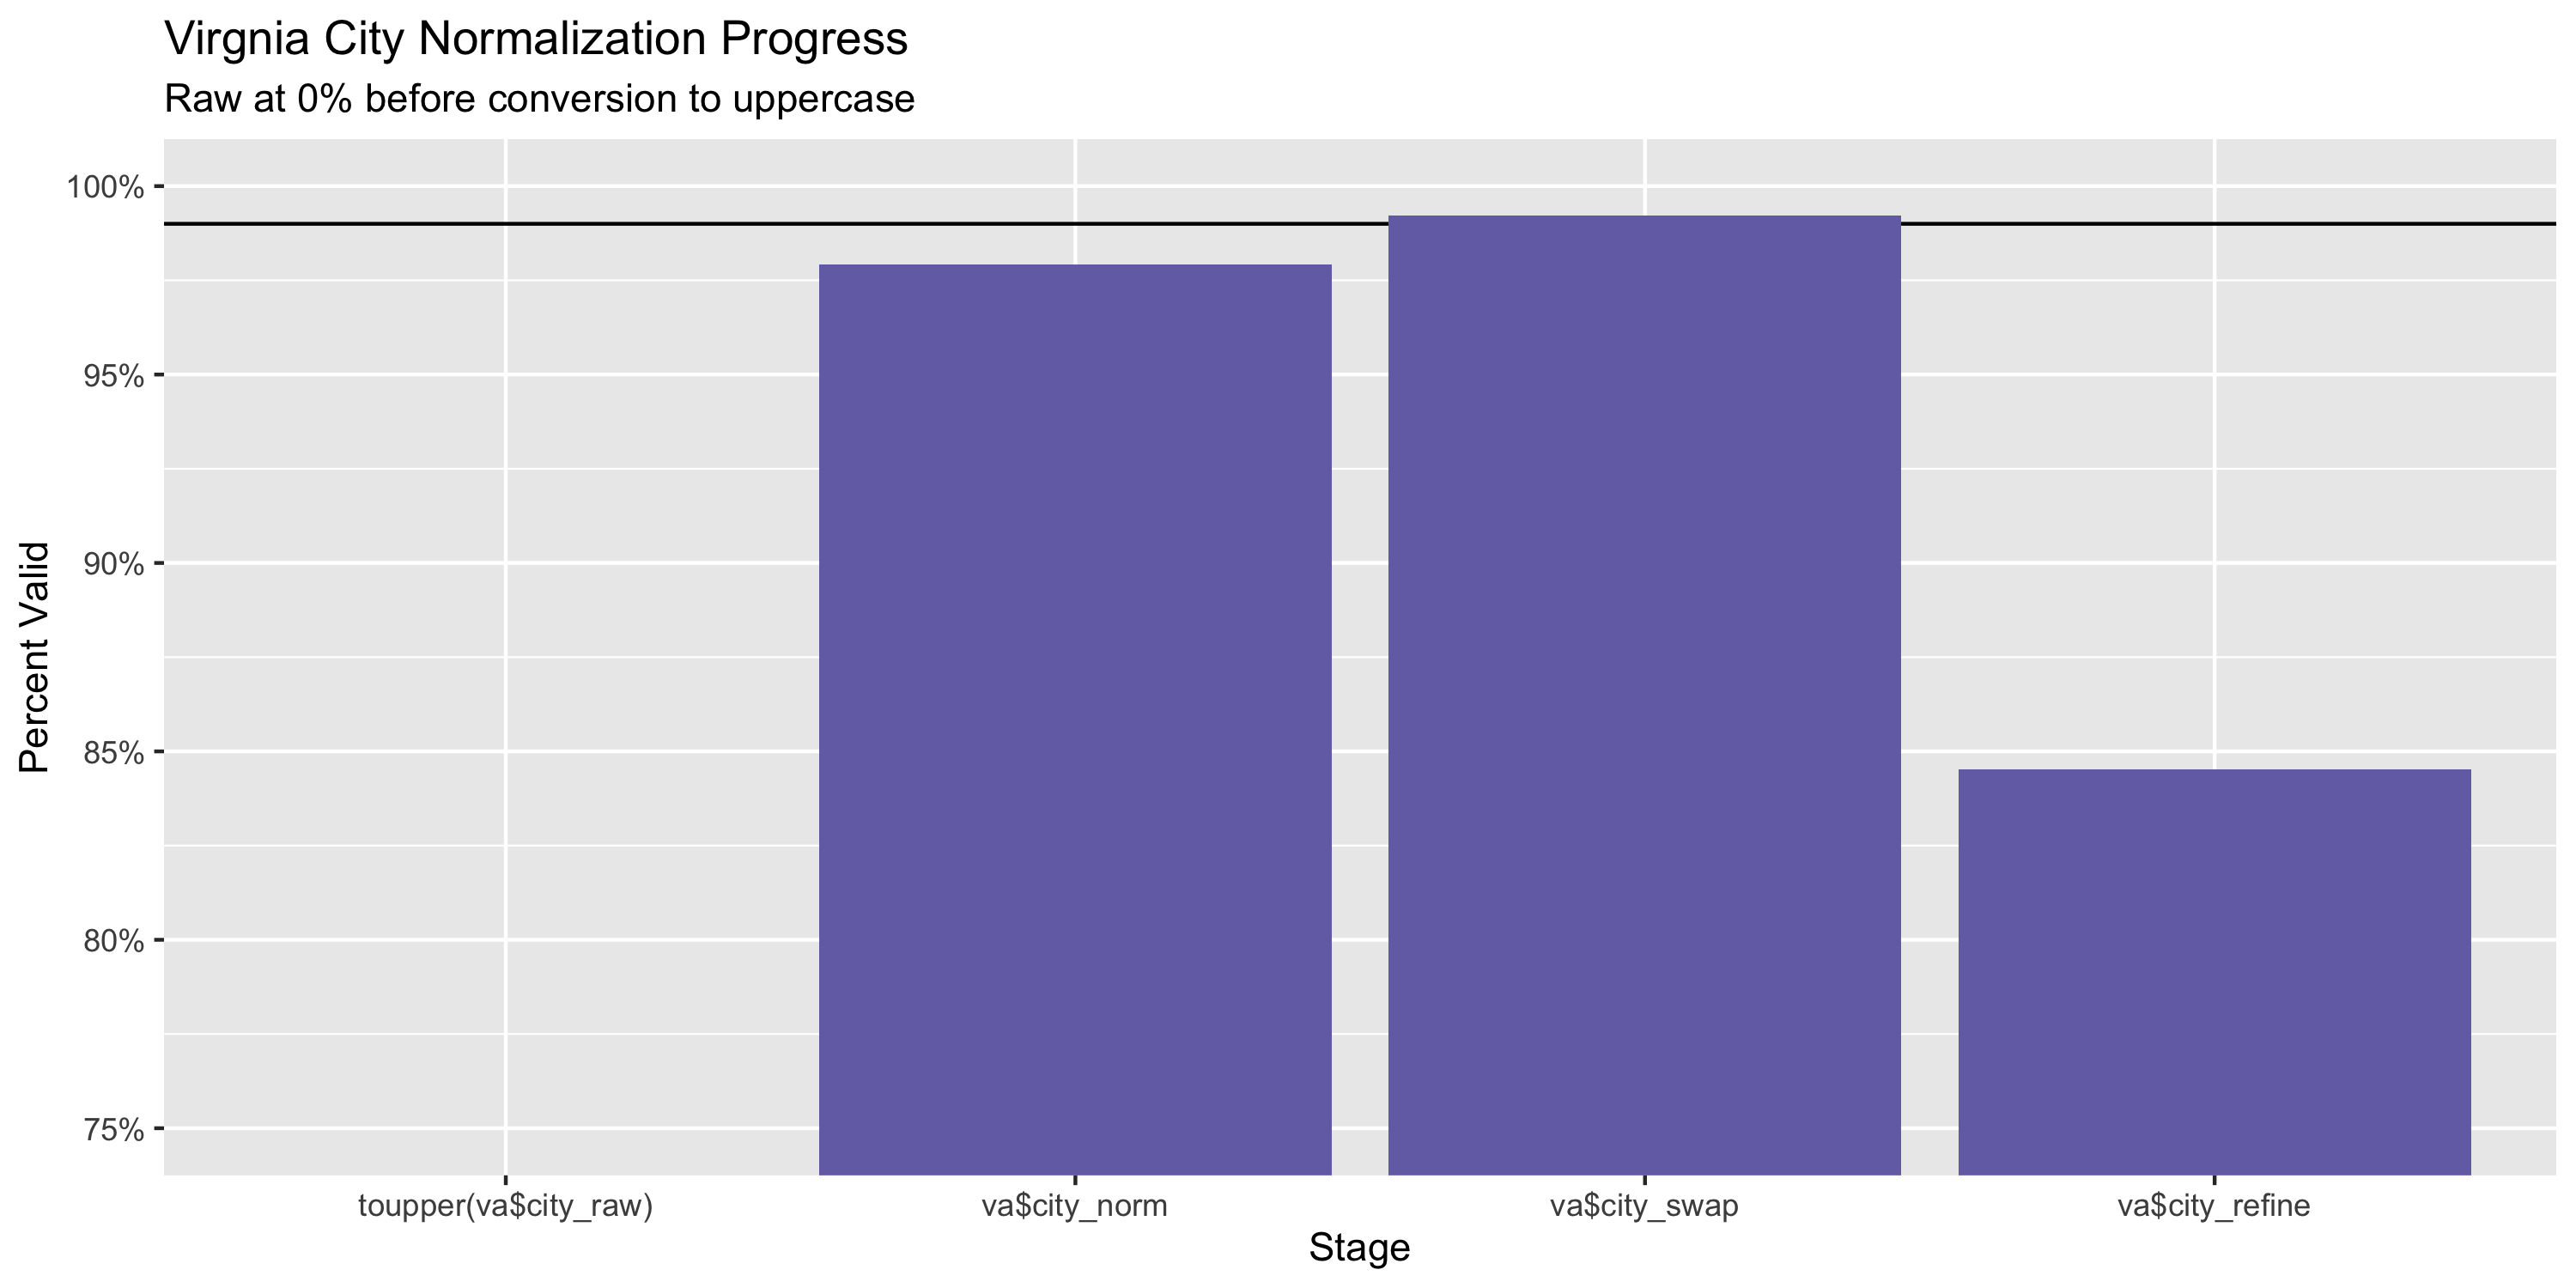 Virgnia City Normalization Progress
Raw at 0% before conversion to uppercase
100%
95%
90%
85%
80%
75%
Percent Valid
toupper(va$city_raw)
va$city_norm
va$city_swap
va$city_refine
Stage